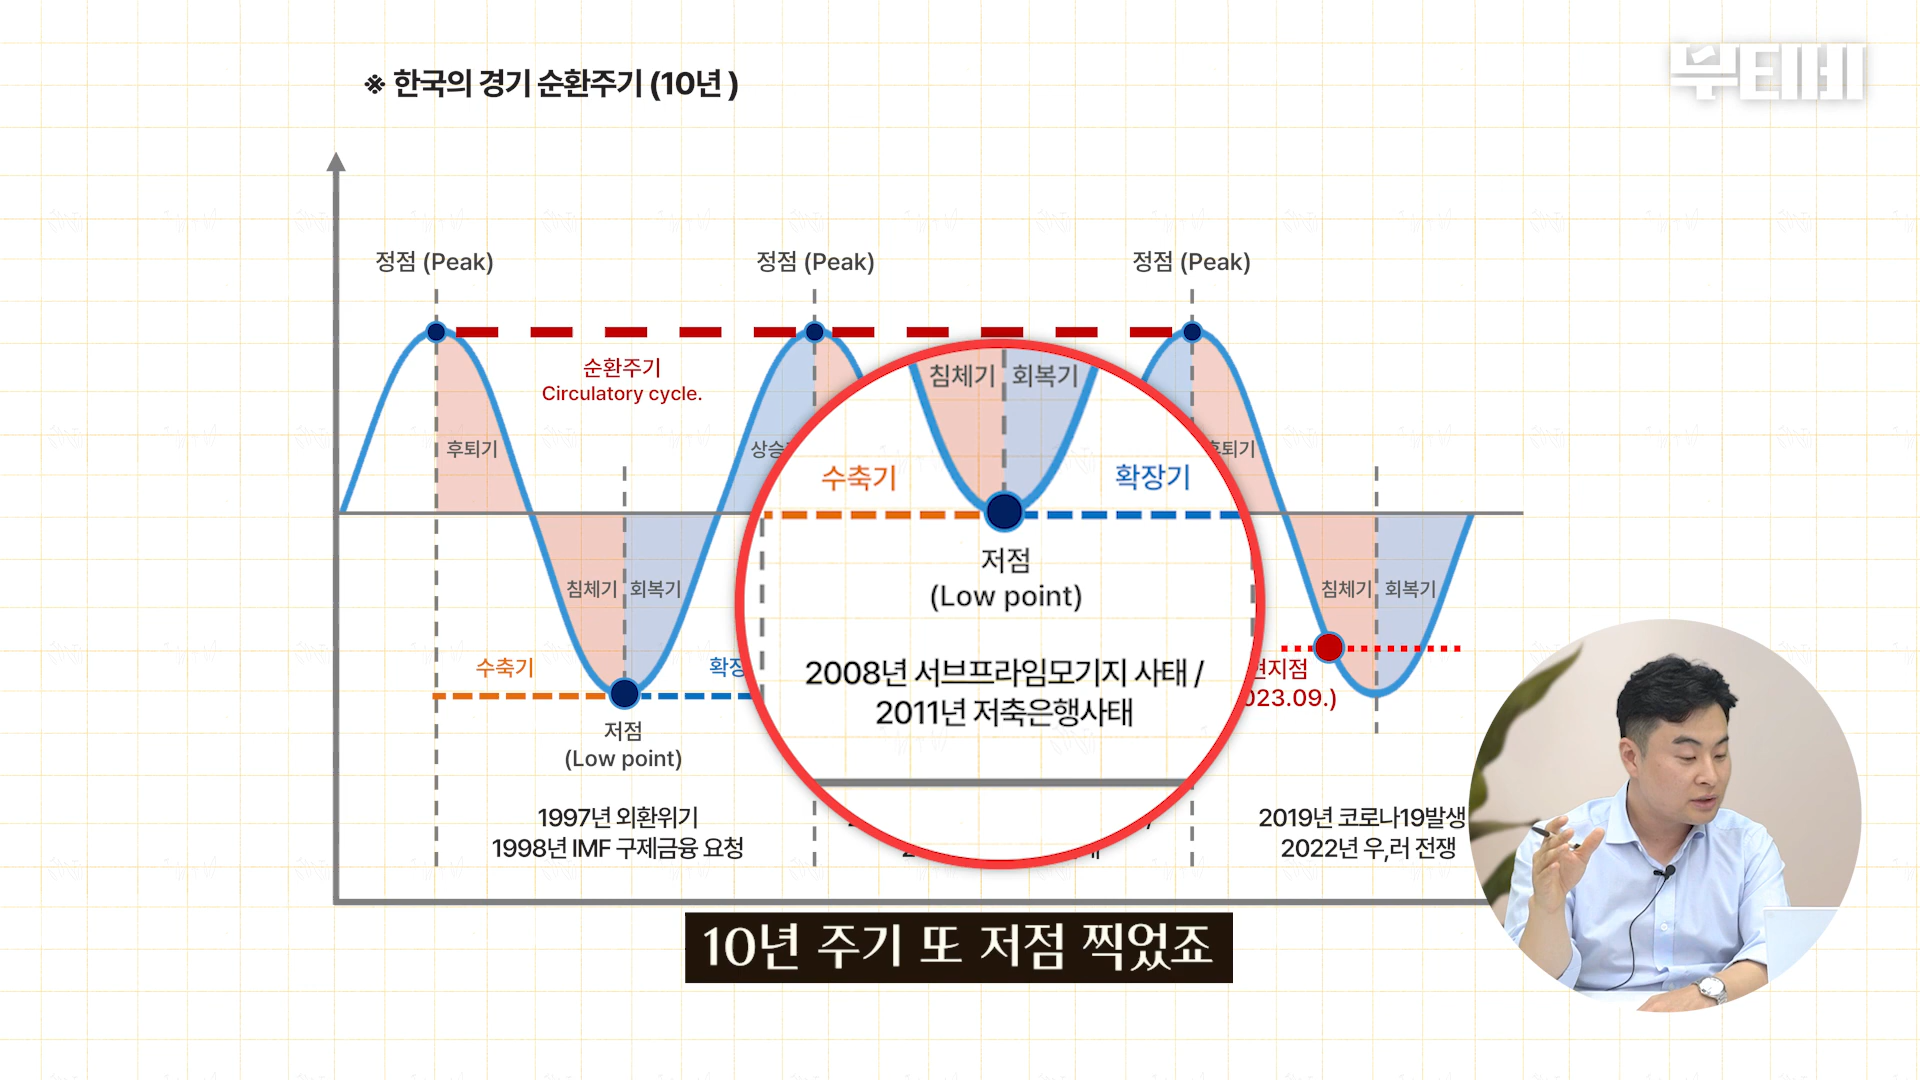 ※ 한국의 경기 순환주기 (10년 )
부티비
정점 (Peak)
정점 (Peak)
정점 (Peak)
순환주기
Circulatory cycle.
후퇴기
침체기
회복기
수축기
저점
(Low point)
1997년 외환위기
1998년 IMF 구제금융 요청
침체기
회복기
수축기
확장기
저점
(Low point)
2008년 서브프라임모기지 사태 /
2011년 저축은행사태
후퇴기
침체기
회복기
023.09.)
2019년 코로나19발생
2022년 우,러 전쟁
10년 주기 또 저점 찍었죠